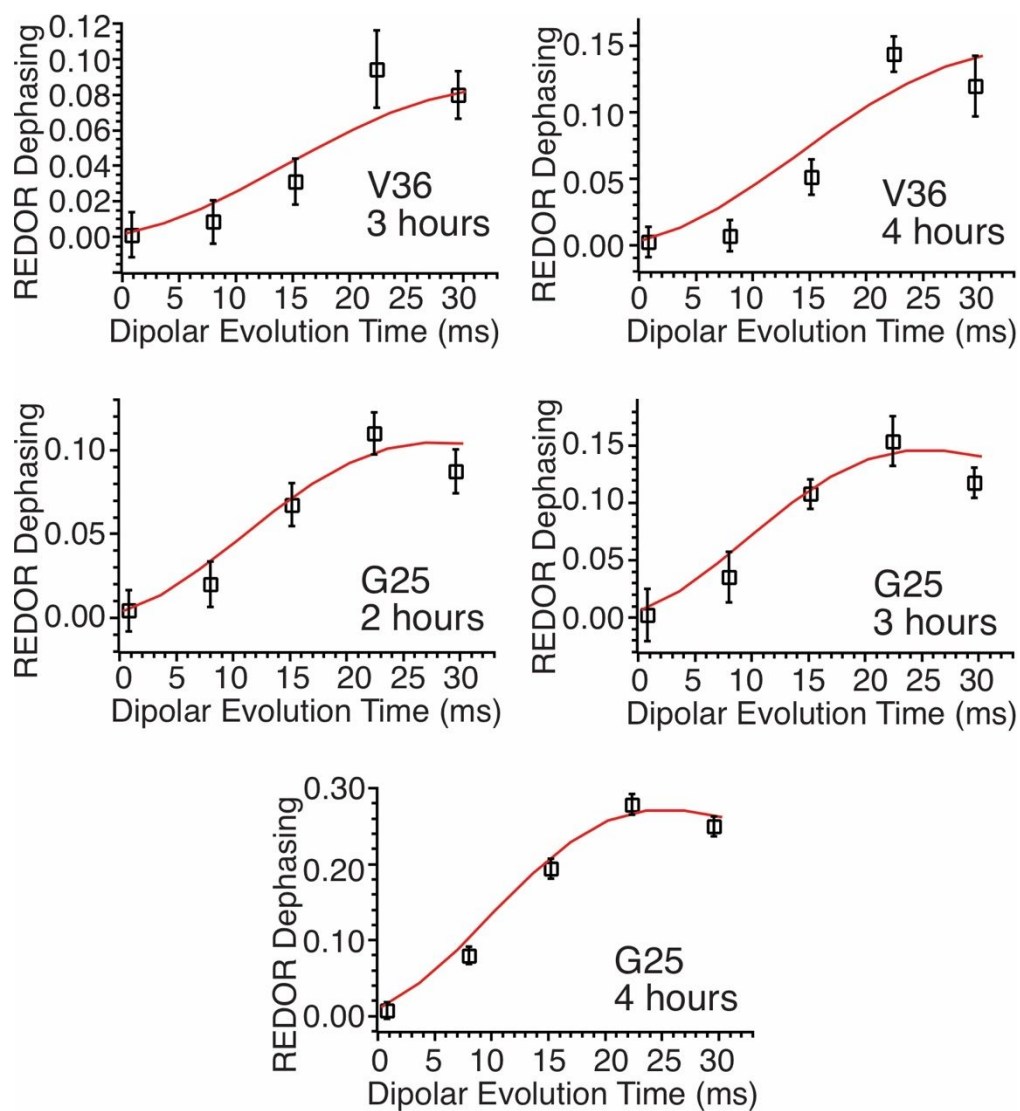 REDOR Dephasing
0.12
0.10
0.08
0.06
0.04
0.02
0.00
V36
3 hours
0 5 10 15 20 25 30
Dipolar Evolution Time (ms)
REDOR Dephasing
0.15
0.10
0.05
0.00
V36
4 hours
0 5 10 15 20 25 30
Dipolar Evolution Time (ms)
REDOR Dephasing
0.10
0.05
0.00
G25
2 hours
0 5 10 15 20 25 30
Dipolar Evolution Time (ms)
REDOR Dephasing
0.15
0.10
0.05
0.00
G25
3 hours
0 5 10 15 20 25 30
Dipolar Evolution Time (ms)
REDOR Dephasing
0.30
0.20
0.10
0.00
G25
4 hours
0 5 10 15 20 25 30
Dipolar Evolution Time (ms)